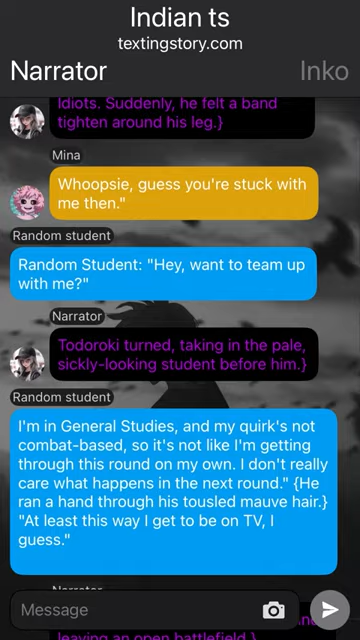 Indian ts
textingstory.com
Narrator Inko
Idiots. Suddenly, he felt a band
tighten around his leg.}
Mina
Whoopsie, guess you're stuck with
me then."
Random student
Random Student: "Hey, want to team up
with me?"
Narrator
Todoroki turned, taking in the pale,
sickly-looking student before him.}
Random student
I'm in General Studies, and my quirk's not
combat-based, so it's not like I'm getting
through this round on my own. I don't really
care what happens in the next round." {He
ran a hand through his tousled mauve hair.}
"At least this way I get to be on TV, I
guess."
Narrator
Message
leaving an open battlefield.}